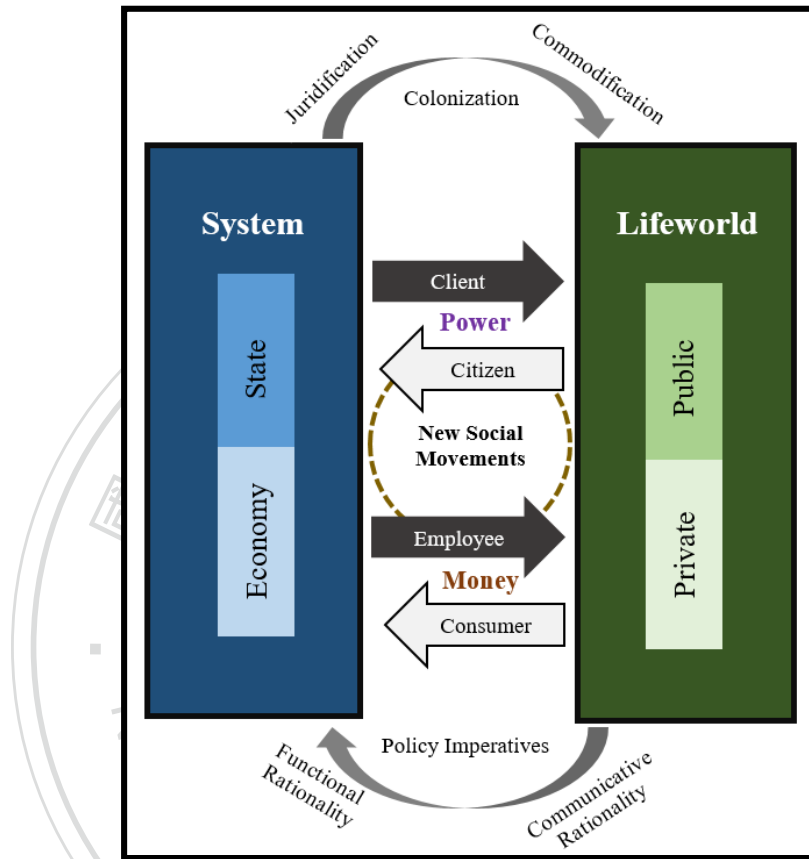 Juridification
Commodification
Colonization
System
Lifeworld
Client
Power
Citizen
State
Public
New Social
Movements
Economy
Private
Employee
Money
Consumer
Policy Imperatives
Functional
Rationality
Communicative
Rationality